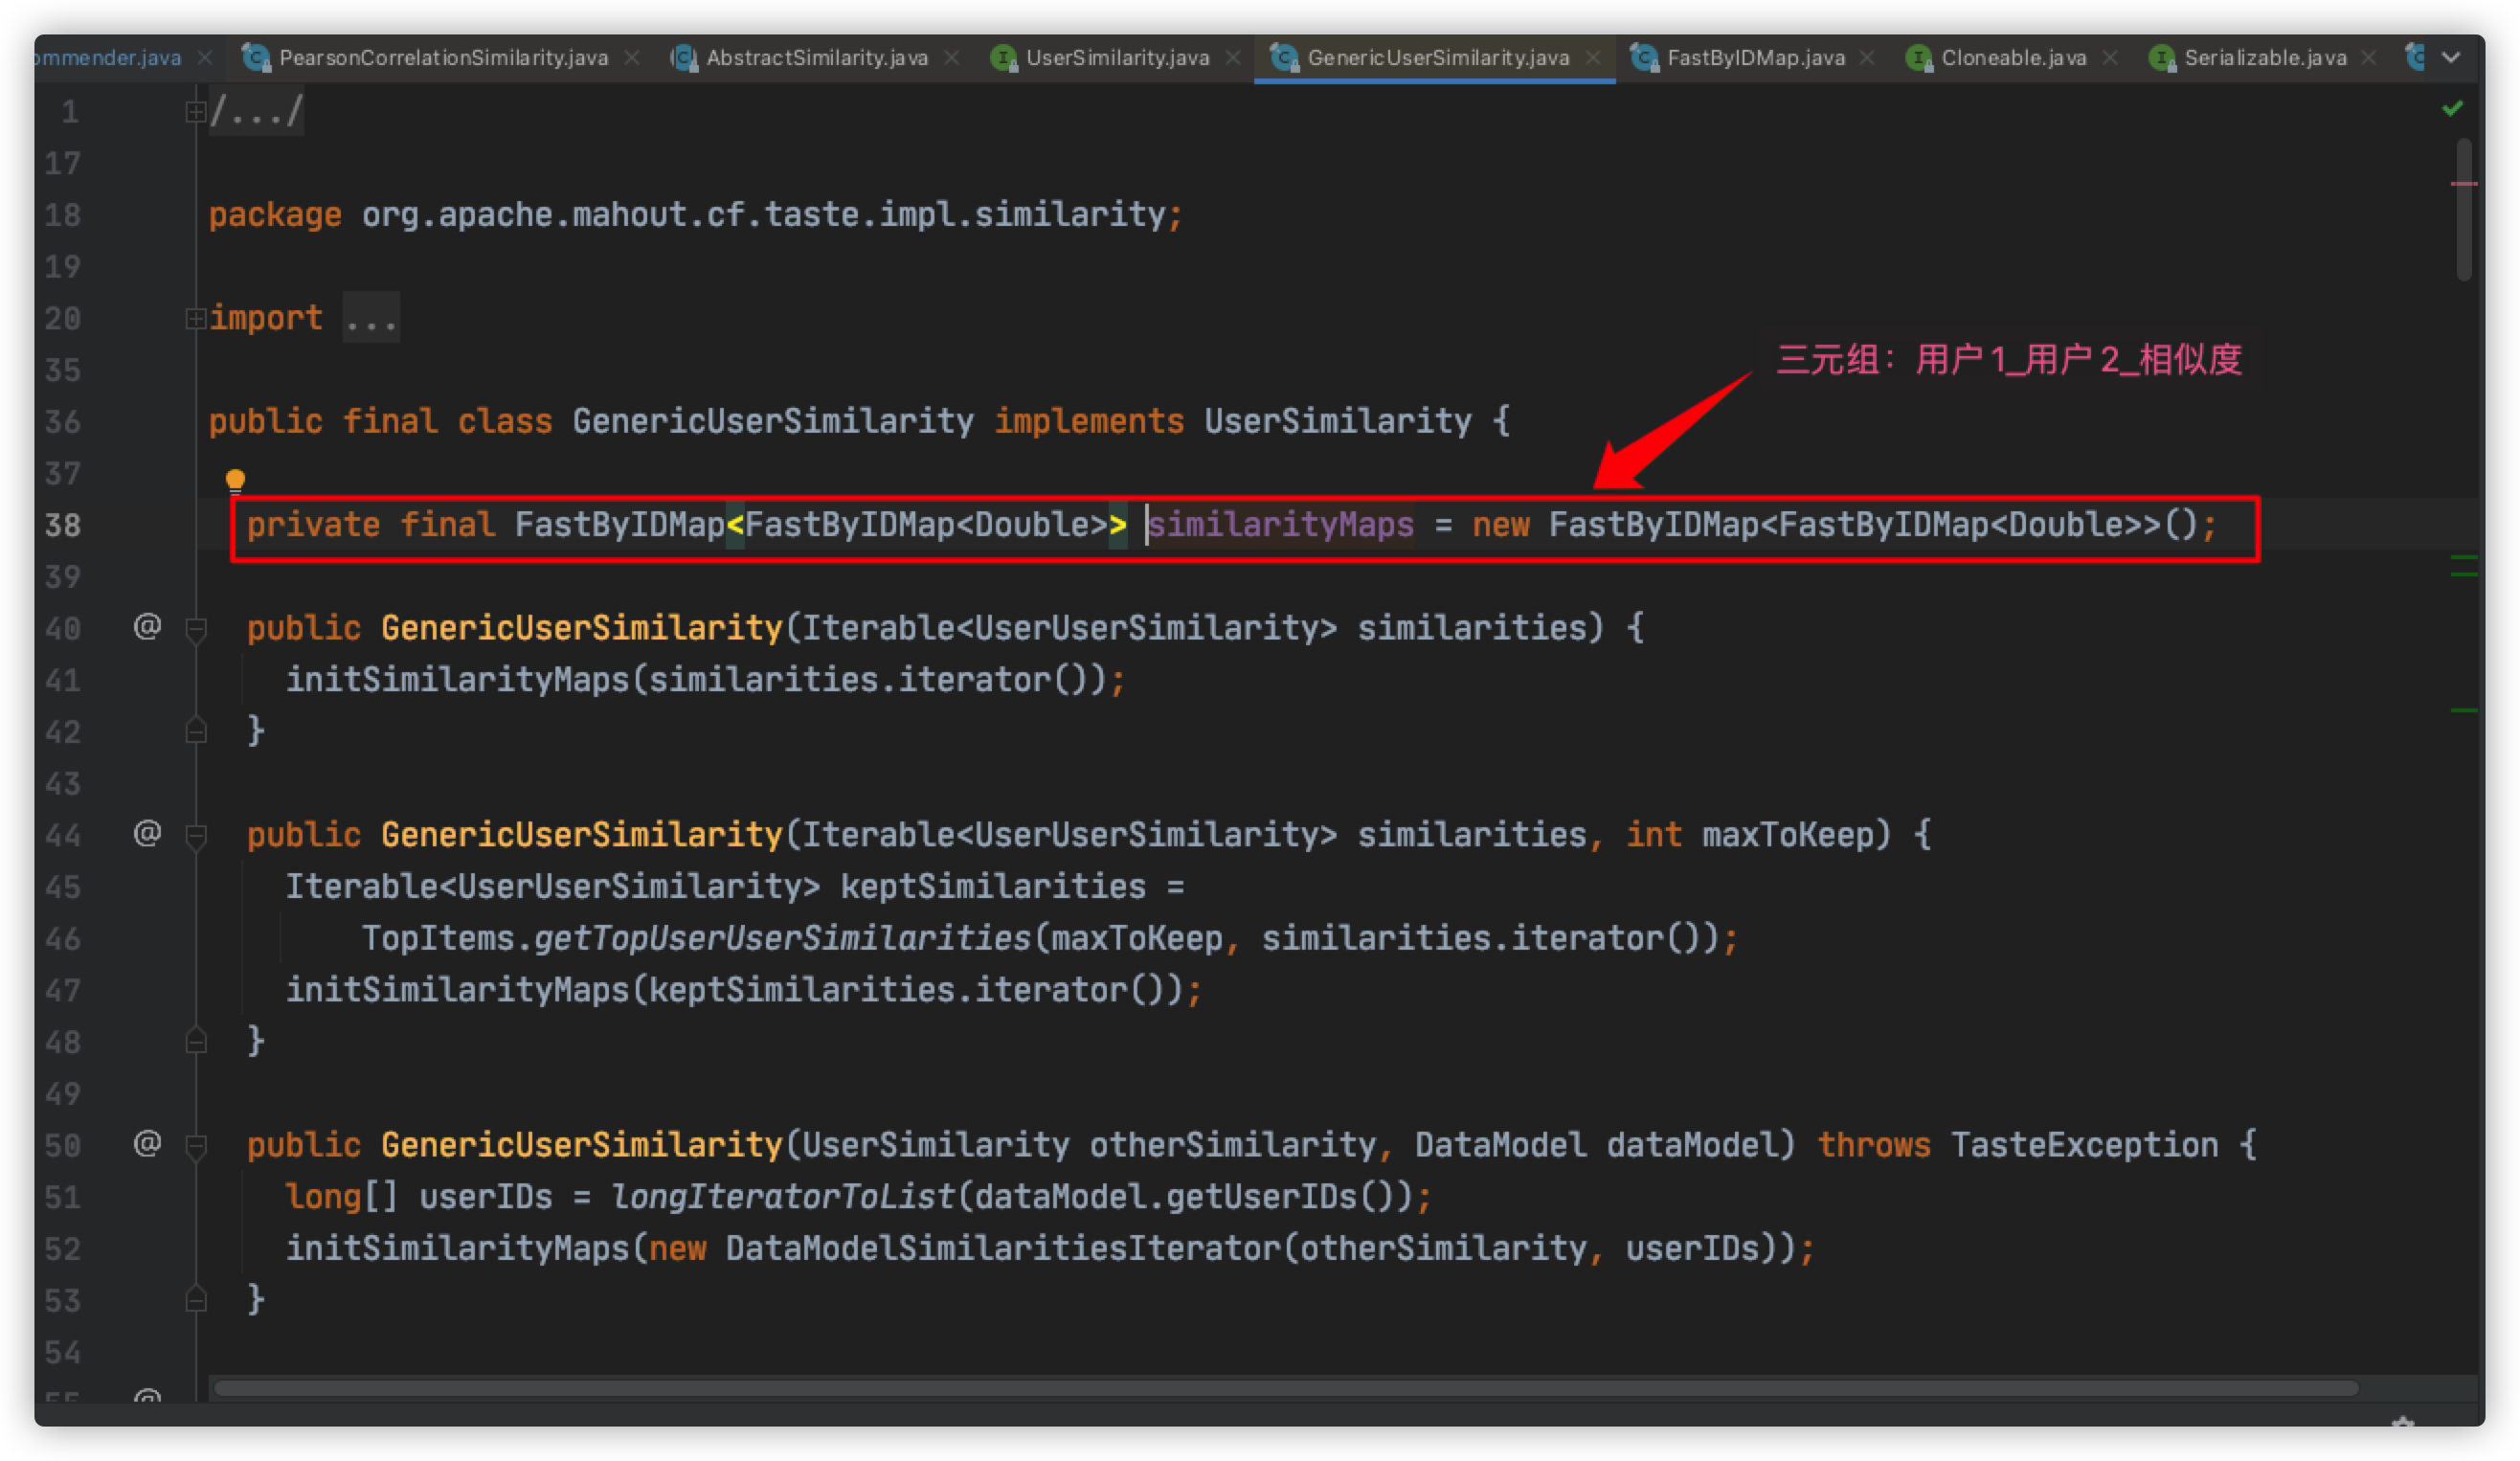 ommender.java PearsonCorrelationSimilarity.java AbstractSimilarity.java UserSimilarity.java GenericUserSimilarity.java FastByIDMap.java Cloneable.java Serializable.java
1 /.../
17
18 package org.apache.mahout.cf.taste.impl.similarity;
19
20 import ...
35
三元组：用户1_用户2_相似度
36 public final class GenericUserSimilarity implements UserSimilarity {
37
38 private final FastByIDMap<FastByIDMap<Double>> similarityMaps = new FastByIDMap<FastByIDMap<Double>>();
39
40 @ public GenericUserSimilarity(Iterable<UserUserSimilarity> similarities) {
41 initSimilarityMaps(similarities.iterator());
42 }
43
44 @ public GenericUserSimilarity(Iterable<UserUserSimilarity> similarities, int maxToKeep) {
45 Iterable<UserUserSimilarity> keptSimilarities =
46 TopItems.getTopUserUserSimilarities(maxToKeep, similarities.iterator());
47 initSimilarityMaps(keptSimilarities.iterator());
48 }
49
50 @ public GenericUserSimilarity(UserSimilarity otherSimilarity, DataModel dataModel) throws TasteException {
51 long[] userIDs = longIteratorToList(dataModel.getUserIDs());
52 initSimilarityMaps(new DataModelSimilaritiesIterator(otherSimilarity, userIDs));
53 }
54